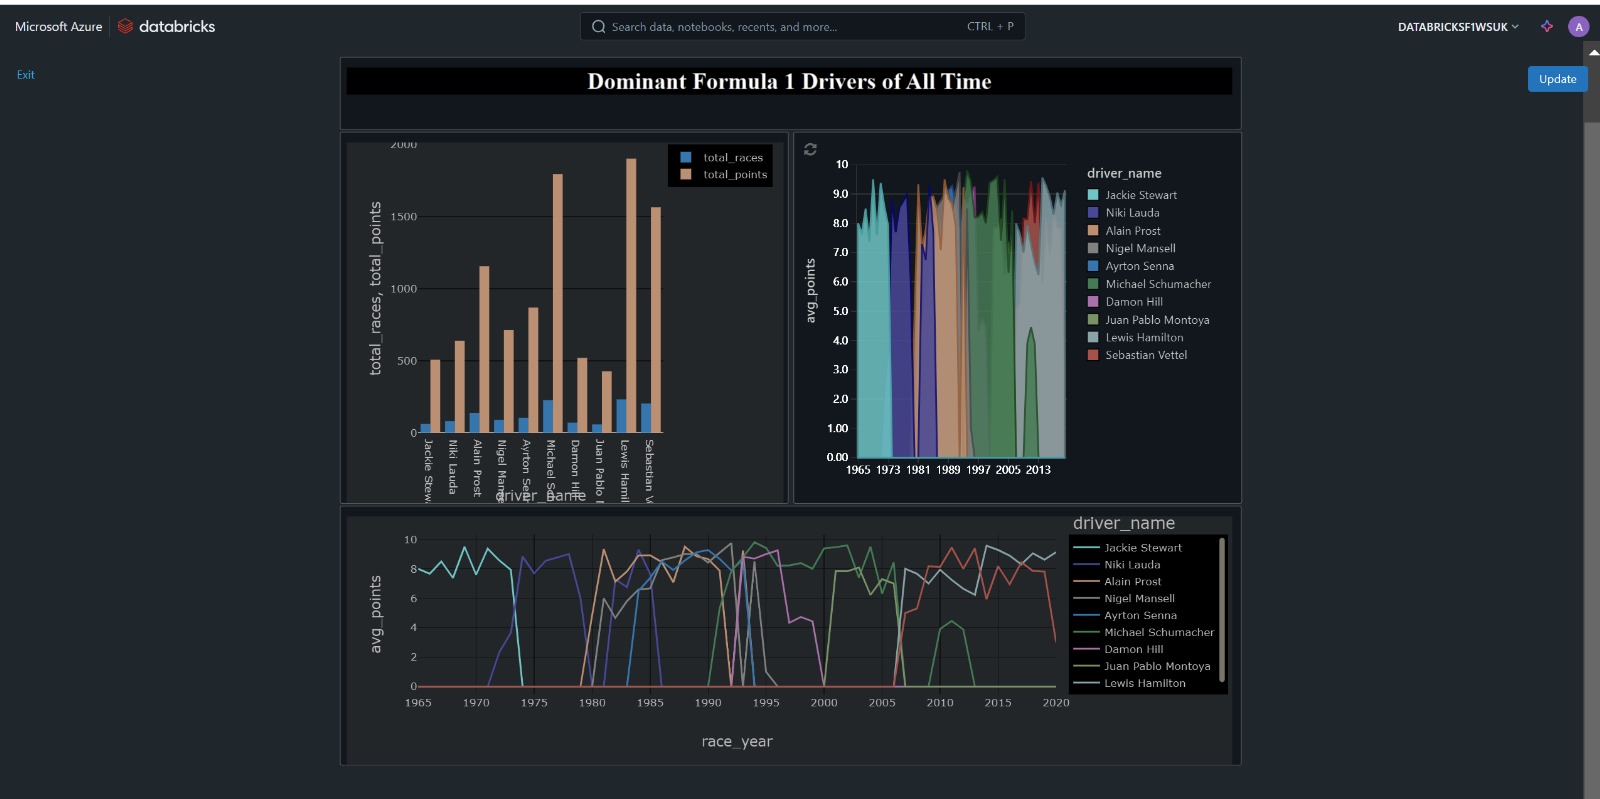 Microsoft Azure databricks Search data, notebooks, recents, and more... CTRL + P DATABRICKSF1WSUK A
Exit
Update
Dominant Formula 1 Drivers of All Time
total_races, total_points
2000
1500
1000
500
0
total_races
total_points
Jackie Stew
Niki Lauda
Alain Prost
Nigel Man
Ayrton Se
Michael S
Damon Hill
Juan Pablo
Lewis Hamil
Sebastian V
driver_name
avg_points
10
9.0
8.0
7.0
6.0
5.0
4.0
3.0
2.0
1.00
0.00
1965 1973 1981 1989 1997 2005 2013
driver_name
Jackie Stewart
Niki Lauda
Alain Prost
Nigel Mansell
Ayrton Senna
Michael Schumacher
Damon Hill
Juan Pablo Montoya
Lewis Hamilton
Sebastian Vettel
avg_points
10
8
6
4
2
0
1965 1970 1975 1980 1985 1990 1995 2000 2005 2010 2015 2020
race_year
driver_name
Jackie Stewart
Niki Lauda
Alain Prost
Nigel Mansell
Ayrton Senna
Michael Schumacher
Damon Hill
Juan Pablo Montoya
Lewis Hamilton